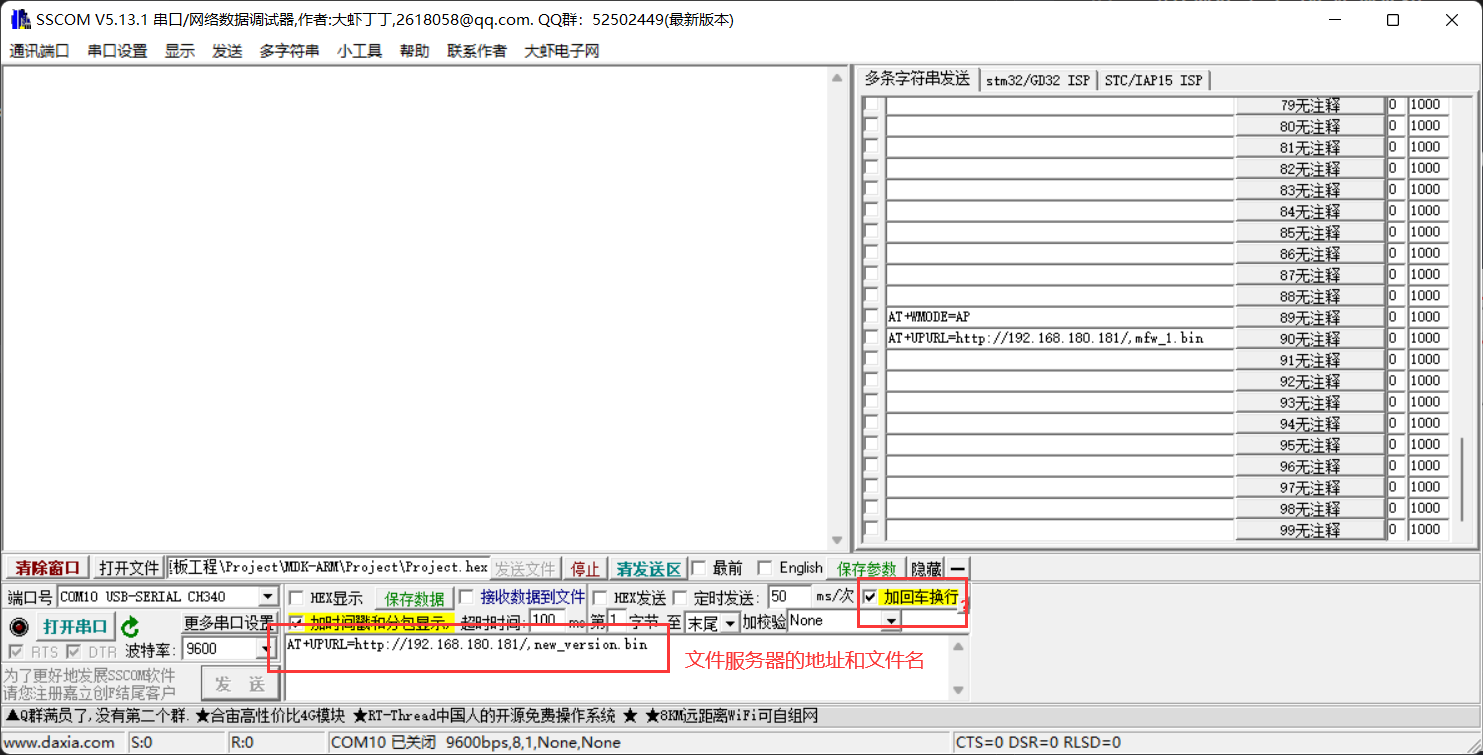 SSCOM V5.13.1 串口/网络数据调试器,作者:大虾丁丁,2618058@qq.com. QQ群：52502449(最新版本)
通讯端口 串口设置 显示 发送 多字符串 小工具 帮助 联系作者 大虾电子网
多条字符串发送 stm32/GD32 ISP STC/IAP15 ISP
79无注释 0 1000
80无注释 0 1000
81无注释 0 1000
82无注释 0 1000
83无注释 0 1000
84无注释 0 1000
85无注释 0 1000
86无注释 0 1000
87无注释 0 1000
88无注释 0 1000
AT+WMODE=AP 89无注释 0 1000
AT+UPURL=http://192.168.180.181/,mfw_1.bin 90无注释 0 1000
91无注释 0 1000
92无注释 0 1000
93无注释 0 1000
94无注释 0 1000
95无注释 0 1000
96无注释 0 1000
97无注释 0 1000
98无注释 0 1000
99无注释 0 1000
清除窗口 打开文件 板工程\Project\MDK-ARM\Project\Project.hex 发送文件 停止 清发送区 最前 English 保存参数 隐藏
端口号 COM10 USB-SERIAL CH340 HEX显示 保存数据 接收数据到文件 HEX发送 定时发送: 50 ms/次 加回车换行
打开串口 更多串口设置 加时间戳和分包显示, 超时时间: 100 ms 第1 字节 至 末尾 加校验 None
RTS DTR 波特率: 9600 AT+UPURL=http://192.168.180.181/,new_version.bin 文件服务器的地址和文件名
为了更好地发展SSCOM软件
请您注册嘉立创F结尾客户 发 送
▲Q群满员了,没有第二个群. ★合宙高性价比4G模块 ★RT-Thread中国人的开源免费操作系统 ★ ★8KM远距离WiFi可自组网
www.daxia.com S:0 R:0 COM10 已关闭 9600bps,8,1,None,None CTS=0 DSR=0 RLSD=0